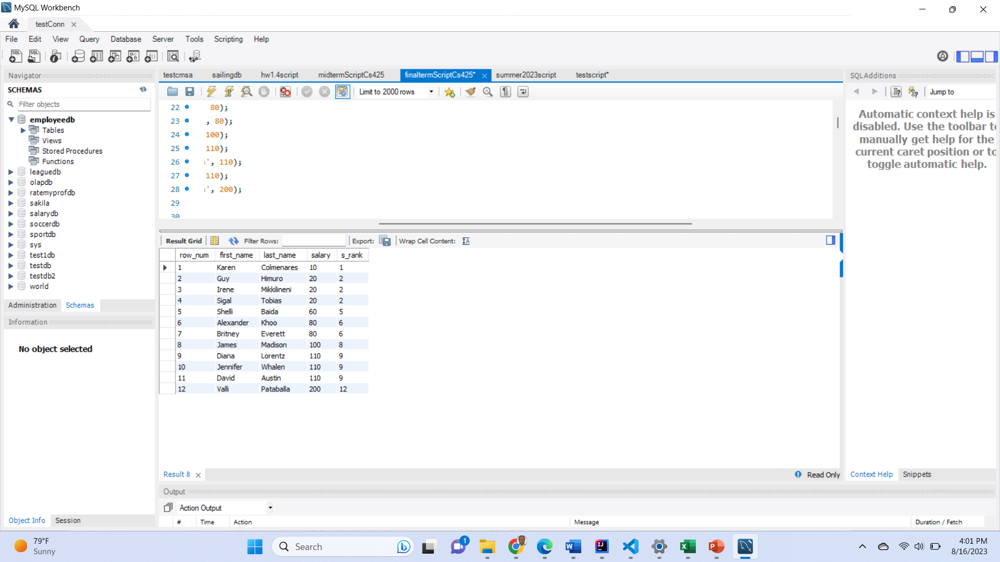 MySQL Workbench
testConn
File Edit View Query Database Server Tools Scripting Help
Navigator
SCHEMAS
Filter objects
employeedb
Tables
Views
Stored Procedures
Functions
leaguedb
olapdb
ratemyprofdb
sakila
salarydb
soccerdb
sportdb
sys
test1db
testdb
testdb2
world
Administration Schemas
Information
No object selected
Object Info Session
testcmsa sailingdb hw1.4script midtermScriptCs425 finaltermScriptCs425* summer2023script testscript*
Limit to 2000 rows
22 80);
23 , 80);
24 100);
25 110);
26 ', 110);
27 110);
28 ', 200);
29
30
Result Grid Filter Rows: Export: Wrap Cell Content:
row_num first_name last_name salary s_rank
1 Karen Colmenares 10 1
2 Guy Himuro 20 2
3 Irene Mikkilineni 20 2
4 Sigal Tobias 20 2
5 Shelli Baida 60 5
6 Alexander Khoo 80 6
7 Britney Everett 80 6
8 James Madison 100 8
9 Diana Lorentz 110 9
10 Jennifer Whalen 110 9
11 David Austin 110 9
12 Valli Pataballa 200 12
Result 8
Read Only
Output
Action Output
# Time Action Message Duration / Fetch
SQLAdditions
Jump to
Automatic context help is
disabled. Use the toolbar to
manually get help for the
current caret position or to
toggle automatic help.
Context Help Snippets
79°F
Sunny
Search
1
4:01 PM
8/16/2023